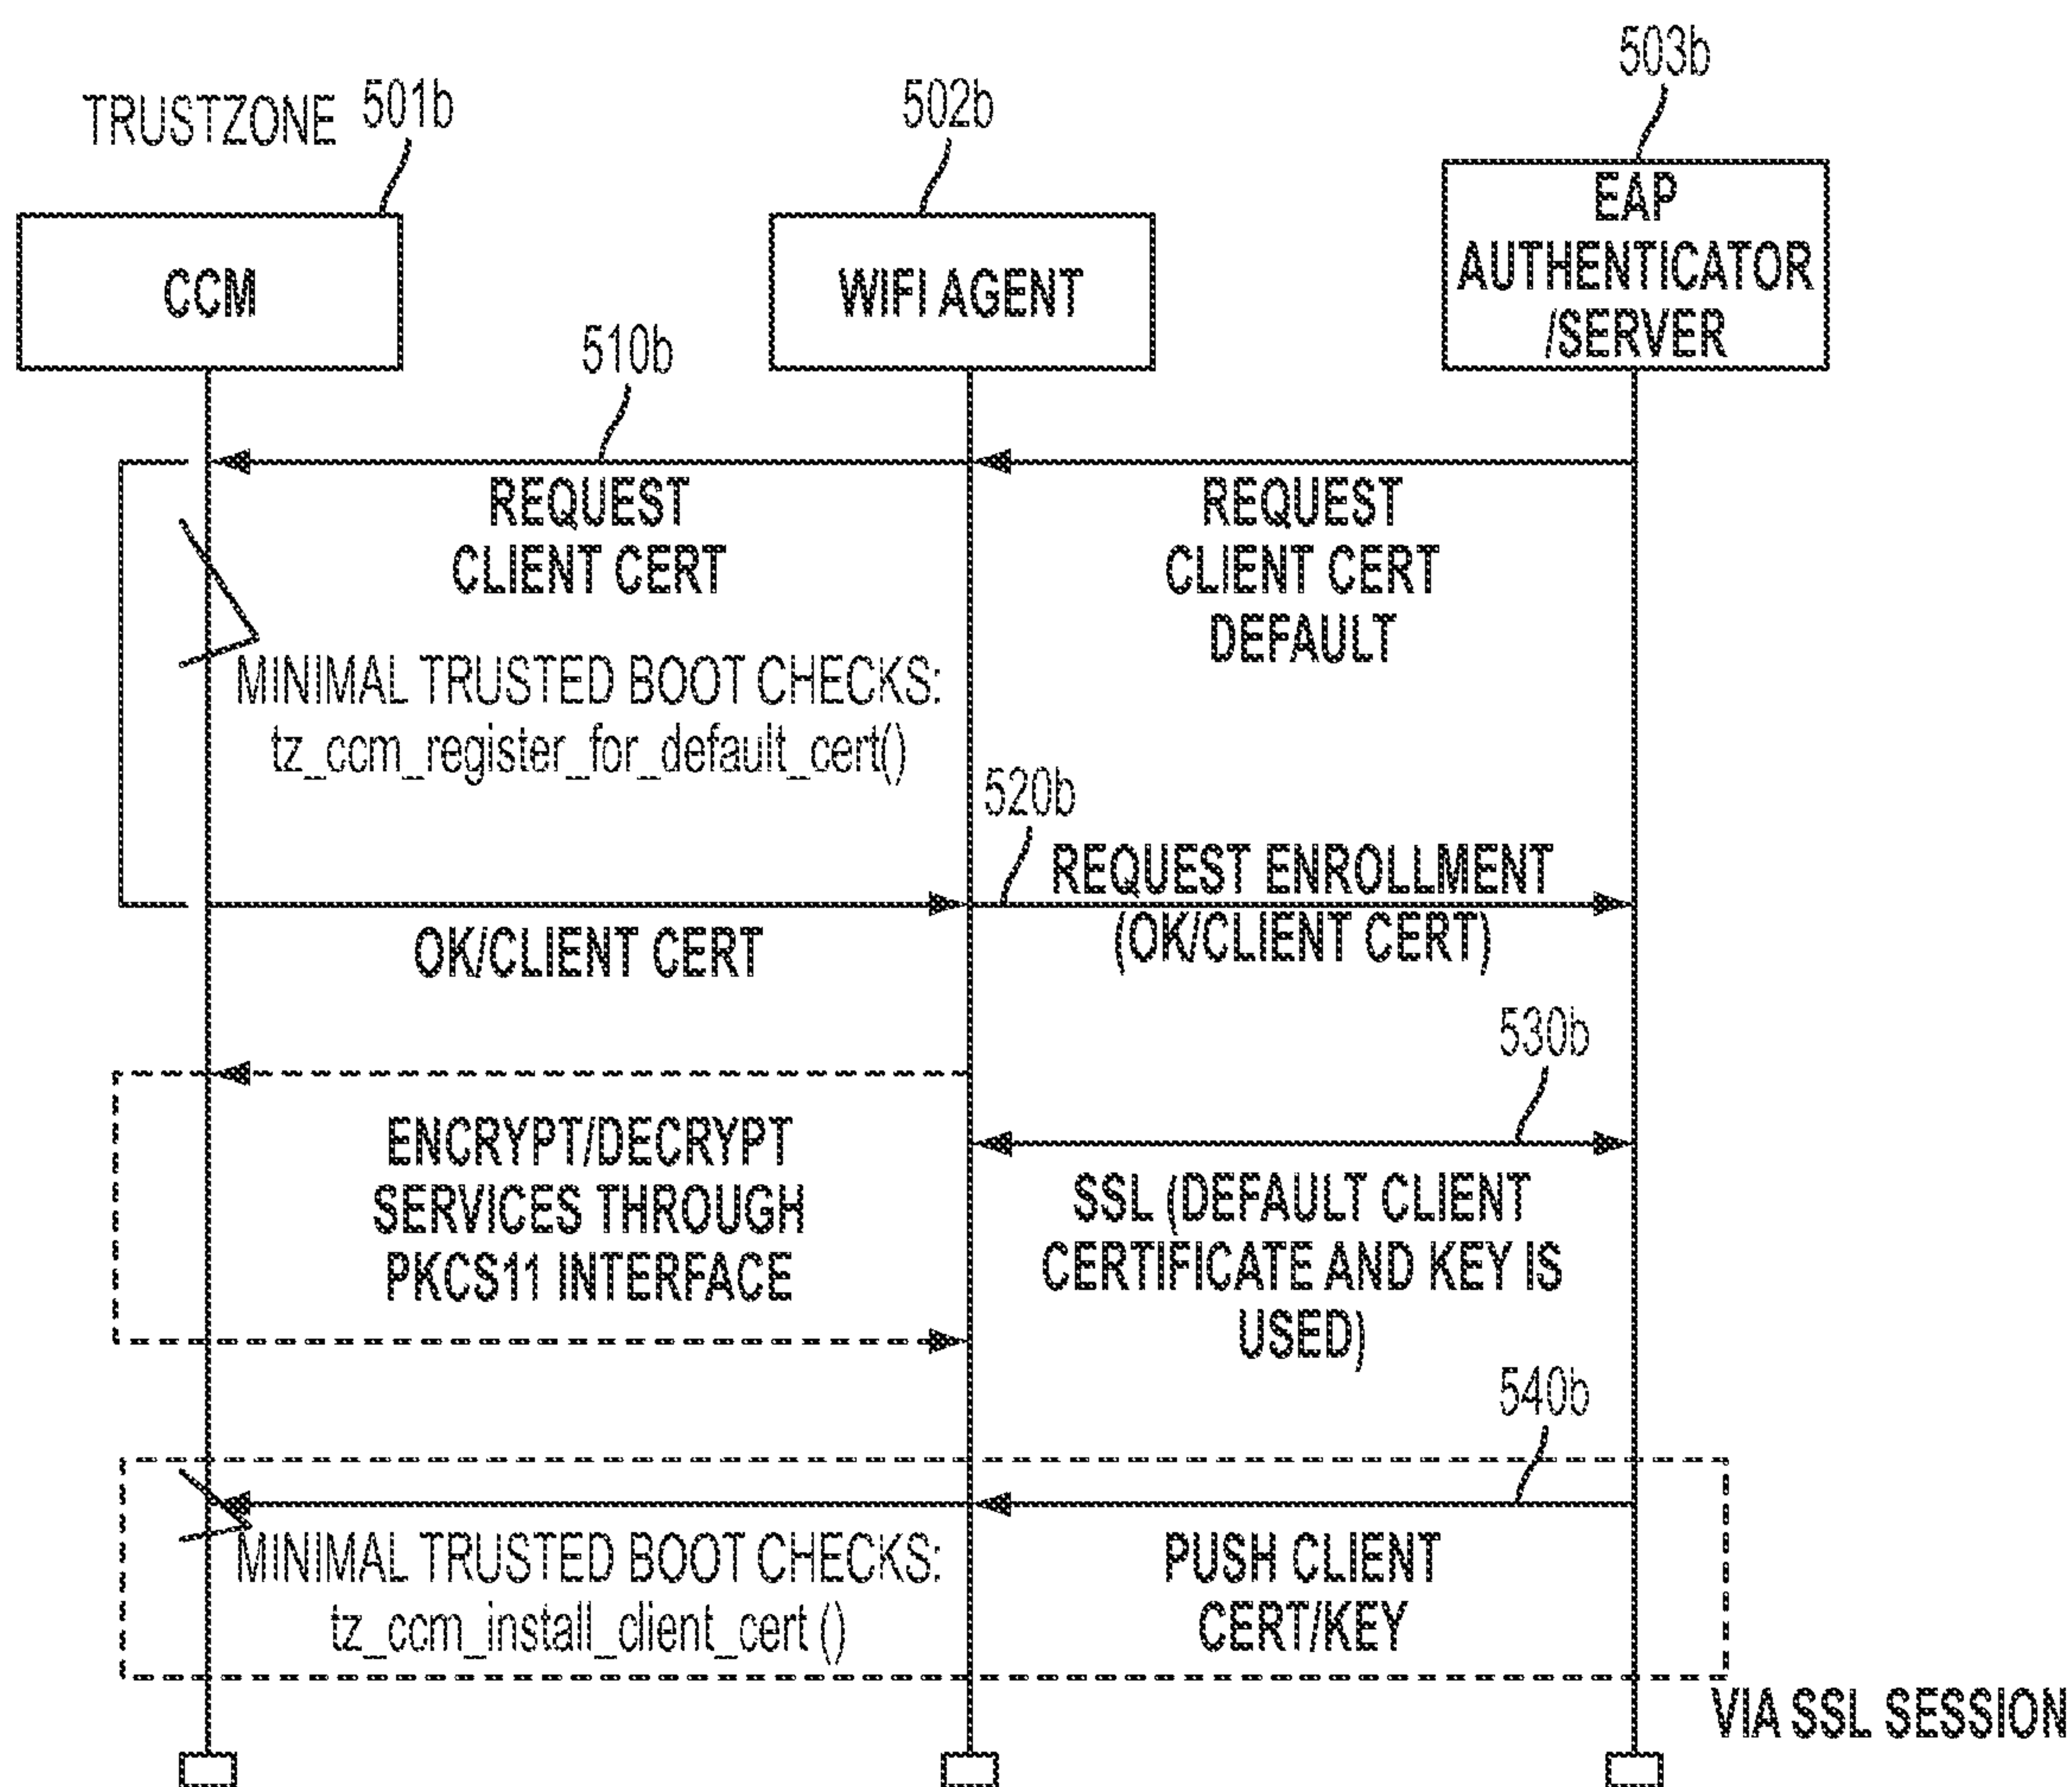 503b
TRUSTZONE 501b
502b
CCM
WIFI AGENT
EAP
AUTHENTICATOR
/SERVER
510b
REQUEST
CLIENT CERT
REQUEST
CLIENT CERT
DEFAULT
MINIMAL TRUSTED BOOT CHECKS:
tz_ccm_register_for_default_cert()
520b
REQUEST ENROLLMENT
(OK/CLIENT CERT)
OK/CLIENT CERT
530b
ENCRYPT/DECRYPT
SERVICES THROUGH
PKCS11 INTERFACE
SSL (DEFAULT CLIENT
CERTIFICATE AND KEY IS
USED)
540b
MINIMAL TRUSTED BOOT CHECKS:
tz_ccm_install_client_cert ()
PUSH CLIENT
CERT/KEY
VIA SSL SESSION